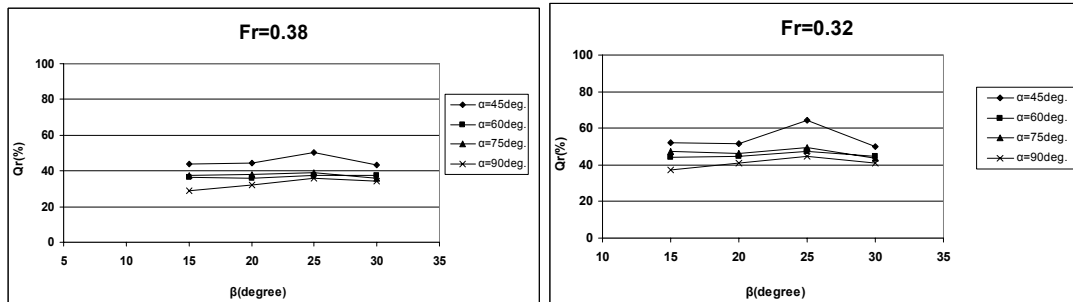 Fr=0.38
Qr(%)
100
80
60
40
20
0
5
10
15
20
25
30
35
β(degree)
α=45deg.
α=60deg.
α=75deg.
α=90deg.
Fr=0.32
Qr(%)
100
80
60
40
20
0
10
15
20
25
30
35
β(degree)
α=45deg.
α=60deg.
α=75deg.
α=90deg.